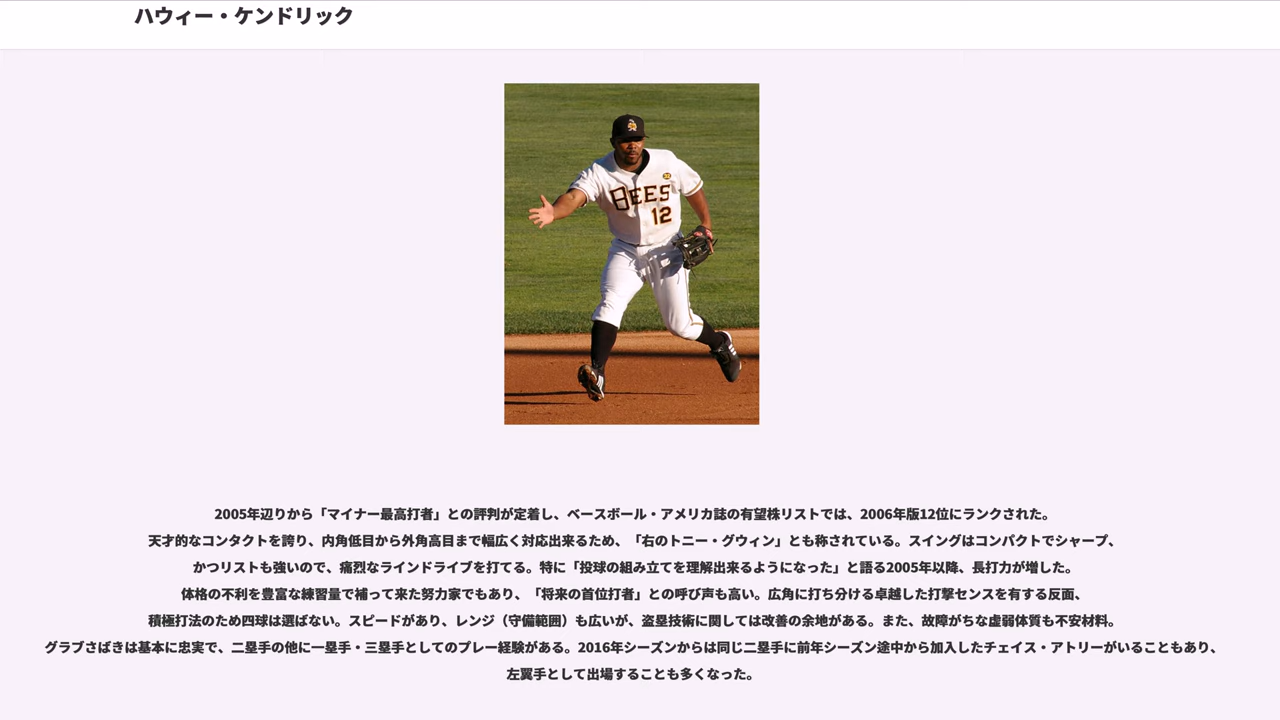 ハウィー・ケンドリック
BEES
12
2005年辺りから「マイナー最高打者」との評判が定着し、ベースボール・アメリカ誌の有望株リストでは、2006年版12位にランクされた。
天才的なコンタクトを誇り、内角低目から外角高目まで幅広く対応出来るため、「右のトニー・グウィン」とも称されている。スイングはコンパクトでシャープ、
かつリストも強いので、痛烈なラインドライブを打てる。特に「投球の組み立てを理解出来るようになった」と語る2005年以降、長打力が増した。
体格の不利を豊富な練習量で補って来た努力家でもあり、「将来の首位打者」との呼び声も高い。広角に打ち分ける卓越した打撃センスを有する反面、
積極打法のため四球は選ばない。スピードがあり、レンジ（守備範囲）も広いが、盗塁技術に関しては改善の余地がある。また、故障がちな虚弱体質も不安材料。
グラブさばきは基本に忠実で、二塁手の他に一塁手・三塁手としてのプレー経験がある。2016年シーズンからは同じ二塁手に前年シーズン途中から加入したチェイス・アトリーがいることもあり、
左翼手として出場することも多くなった。